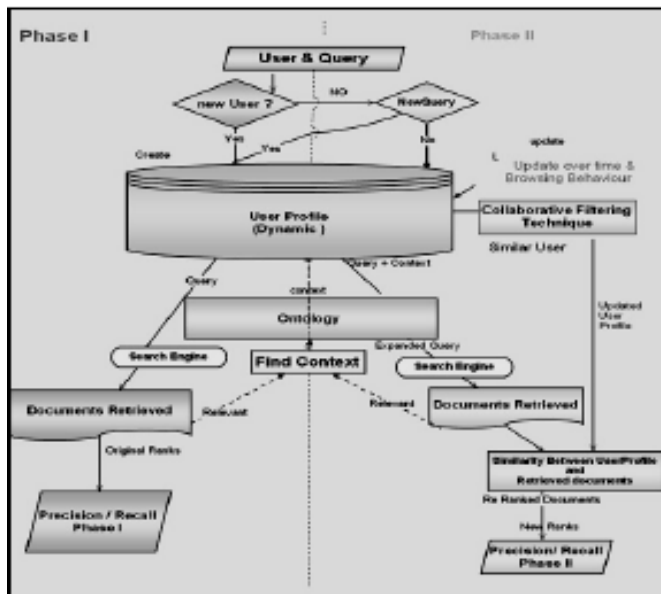 Phase I
Phase II
User & Query
new User ?
NO
NewQuery
Yes
Yes
No
Create
update
L
Update over time &
Browsing Behaviour
User Profile
(Dynamic )
Collaborative Filtering
Technique
Similar User
Query
Query + Context
context
Ontology
Updated
User
Profile
Search Engine
Find Context
Expanded Query
Search Engine
Documents Retrieved
Relevant
Relevant
Documents Retrieved
Original Ranks
Similarity Between UserProfile
and
Retrieved documents
Re Ranked Documents
Precision / Recall
Phase I
New Ranks
Precision/ Recall
Phase II